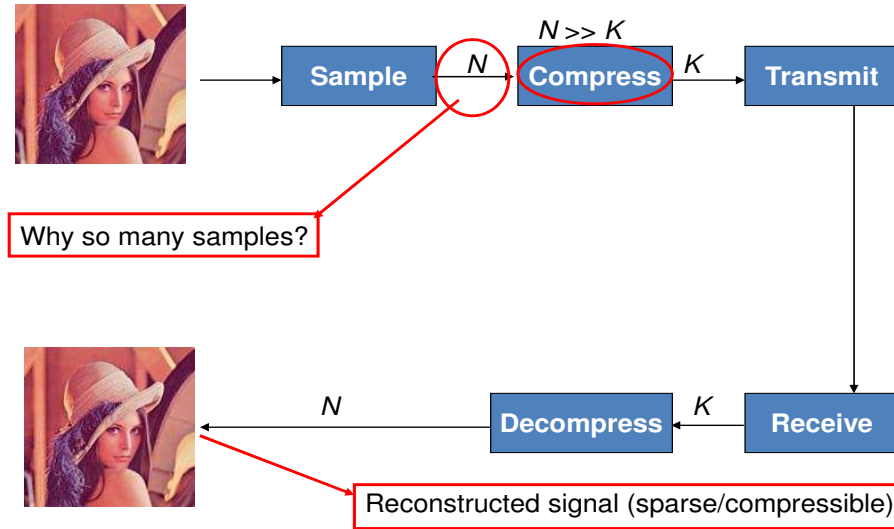 N >> K
Sample
N
Compress
K
Transmit
Why so many samples?
N
Decompress
K
Receive
Reconstructed signal (sparse/compressible)